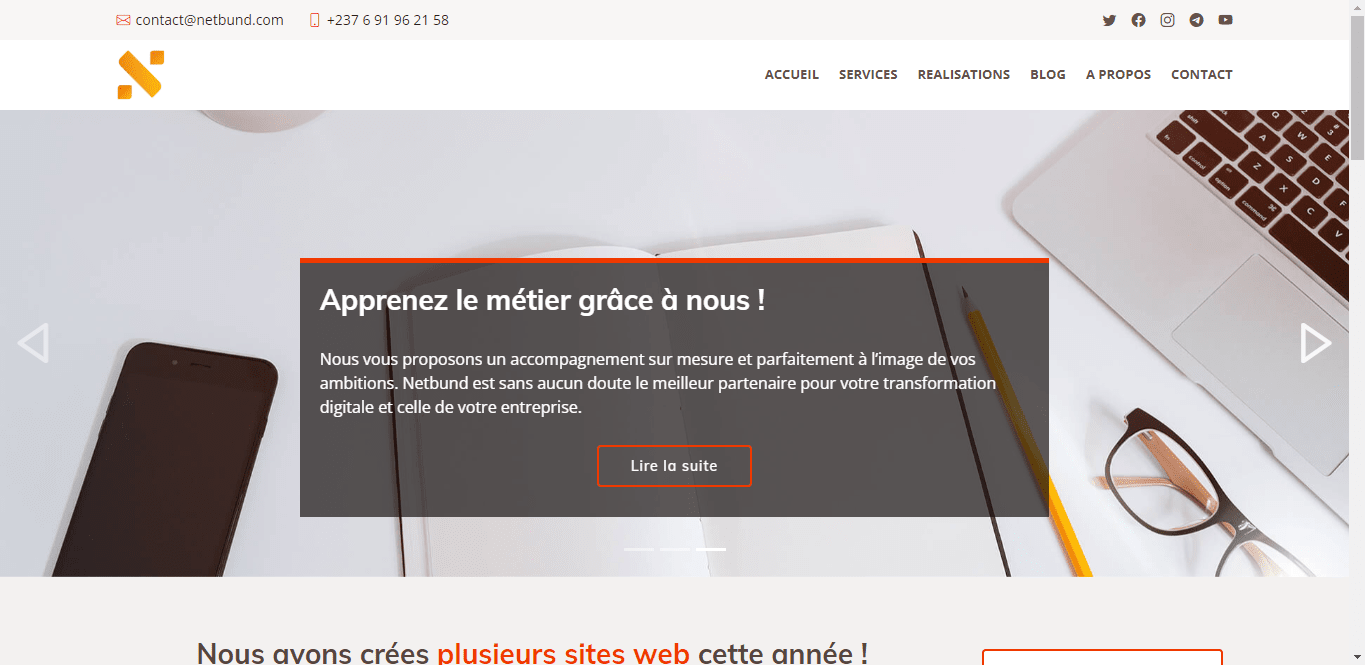 contact@netbund.com +237 6 91 96 21 58
ACCUEIL SERVICES REALISATIONS BLOG A PROPOS CONTACT
Apprenez le métier grâce à nous !
Nous vous proposons un accompagnement sur mesure et parfaitement à l’image de vos
ambitions. Netbund est sans aucun doute le meilleur partenaire pour votre transformation
digitale et celle de votre entreprise.
Lire la suite
Nous avons crées plusieurs sites web cette année !